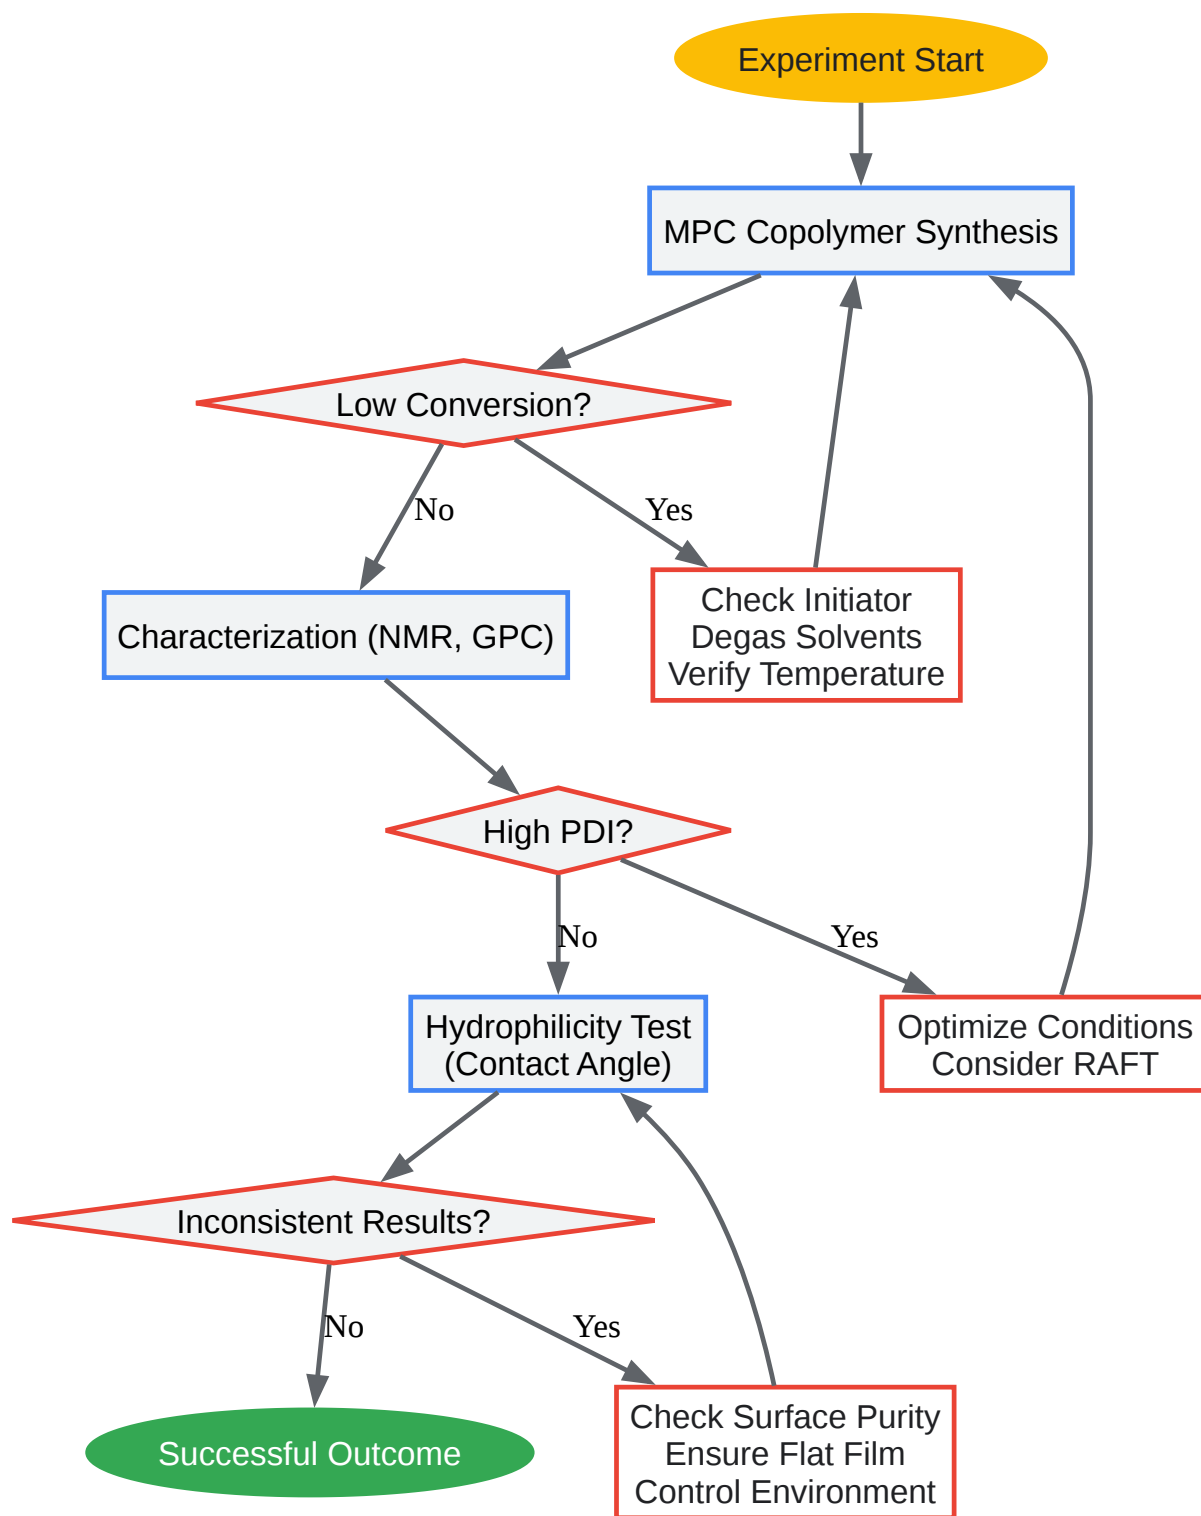 Experiment Start
MPC Copolymer Synthesis
Low Conversion?
No
Yes
Characterization (NMR, GPC)
Check Initiator
Degas Solvents
Verify Temperature
High PDI?
No
Yes
Hydrophilicity Test
(Contact Angle)
Optimize Conditions
Consider RAFT
Inconsistent Results?
No
Yes
Successful Outcome
Check Surface Purity
Ensure Flat Film
Control Environment